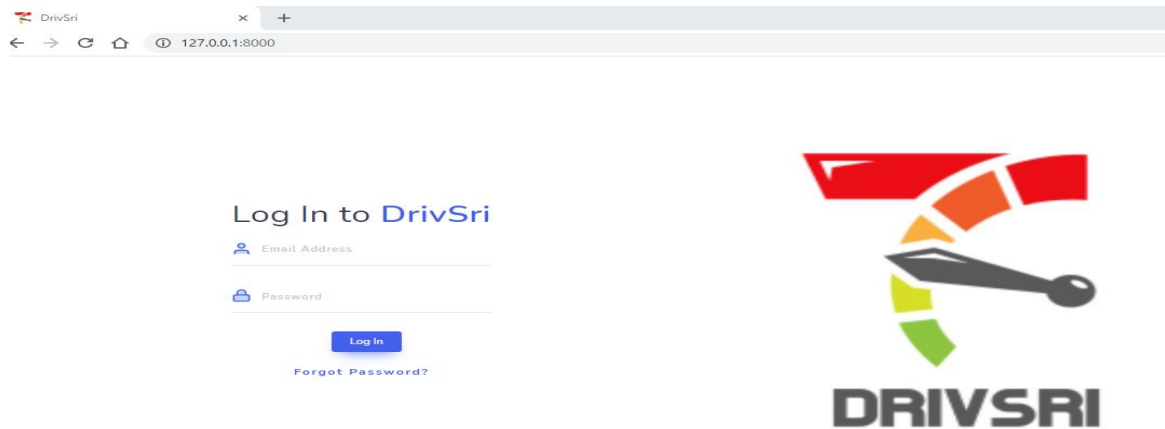 DrivSri
127.0.0.1:8000
Log In to DrivSri
Email Address
Password
Log In
Forgot Password?
DRIVSRI